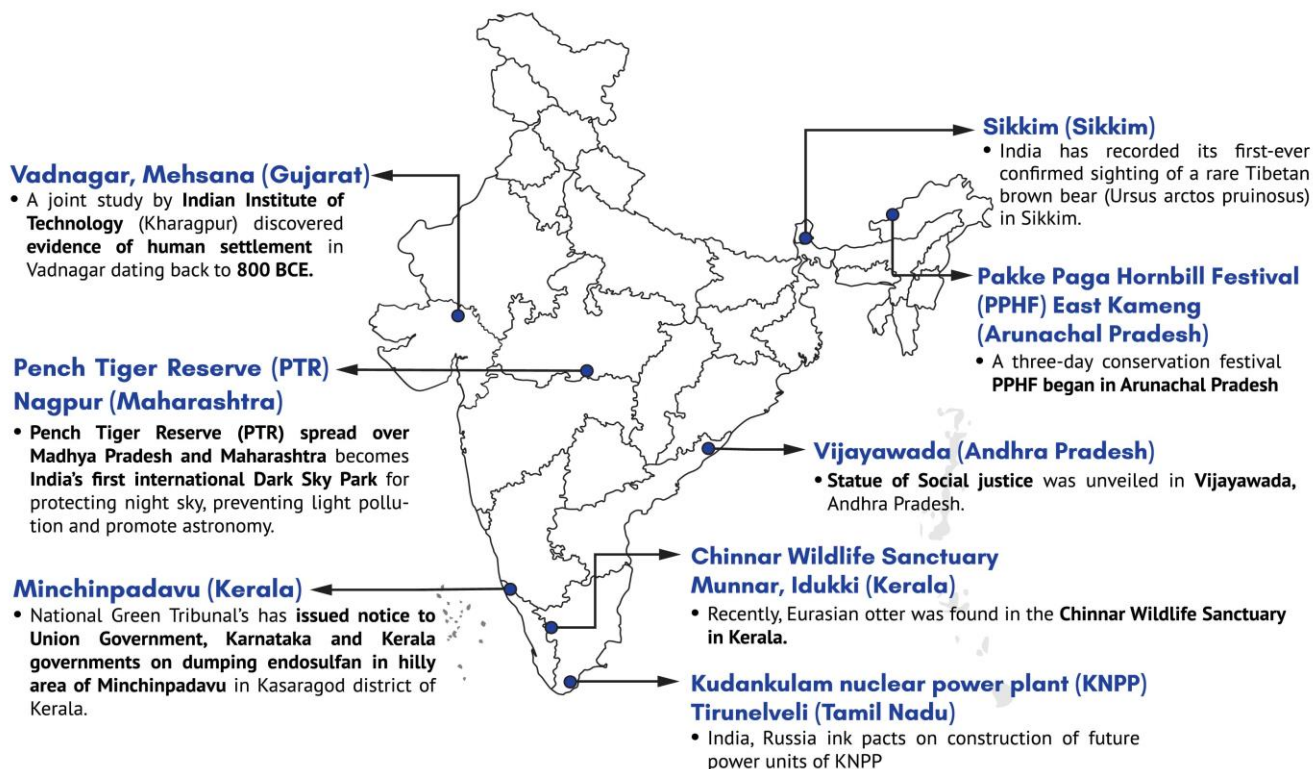 Vadnagar, Mehsana (Gujarat)
• A joint study by Indian Institute of
Technology (Kharagpur) discovered
evidence of human settlement in
Vadnagar dating back to 800 BCE.
Pench Tiger Reserve (PTR)
Nagpur (Maharashtra)
• Pench Tiger Reserve (PTR) spread over
Madhya Pradesh and Maharashtra becomes
India's first international Dark Sky Park for
protecting night sky, preventing light pollu-
tion and promote astronomy.
Minchinpadavu (Kerala)
• National Green Tribunal's has issued notice to
Union Government, Karnataka and Kerala
governments on dumping endosulfan in hilly
area of Minchinpadavu in Kasaragod district of
Kerala.
Sikkim (Sikkim)
• India has recorded its first-ever
confirmed sighting of a rare Tibetan
brown bear (Ursus arctos pruinosus)
in Sikkim.
Pakke Paga Hornbill Festival
(PPHF) East Kameng
(Arunachal Pradesh)
• A three-day conservation festival
PPHF began in Arunachal Pradesh
Vijayawada (Andhra Pradesh)
• Statue of Social justice was unveiled in Vijayawada,
Andhra Pradesh.
Chinnar Wildlife Sanctuary
Munnar, Idukki (Kerala)
• Recently, Eurasian otter was found in the Chinnar Wildlife Sanctuary
in Kerala.
Kudankulam nuclear power plant (KNPP)
Tirunelveli (Tamil Nadu)
• India, Russia ink pacts on construction of future
power units of KNPP